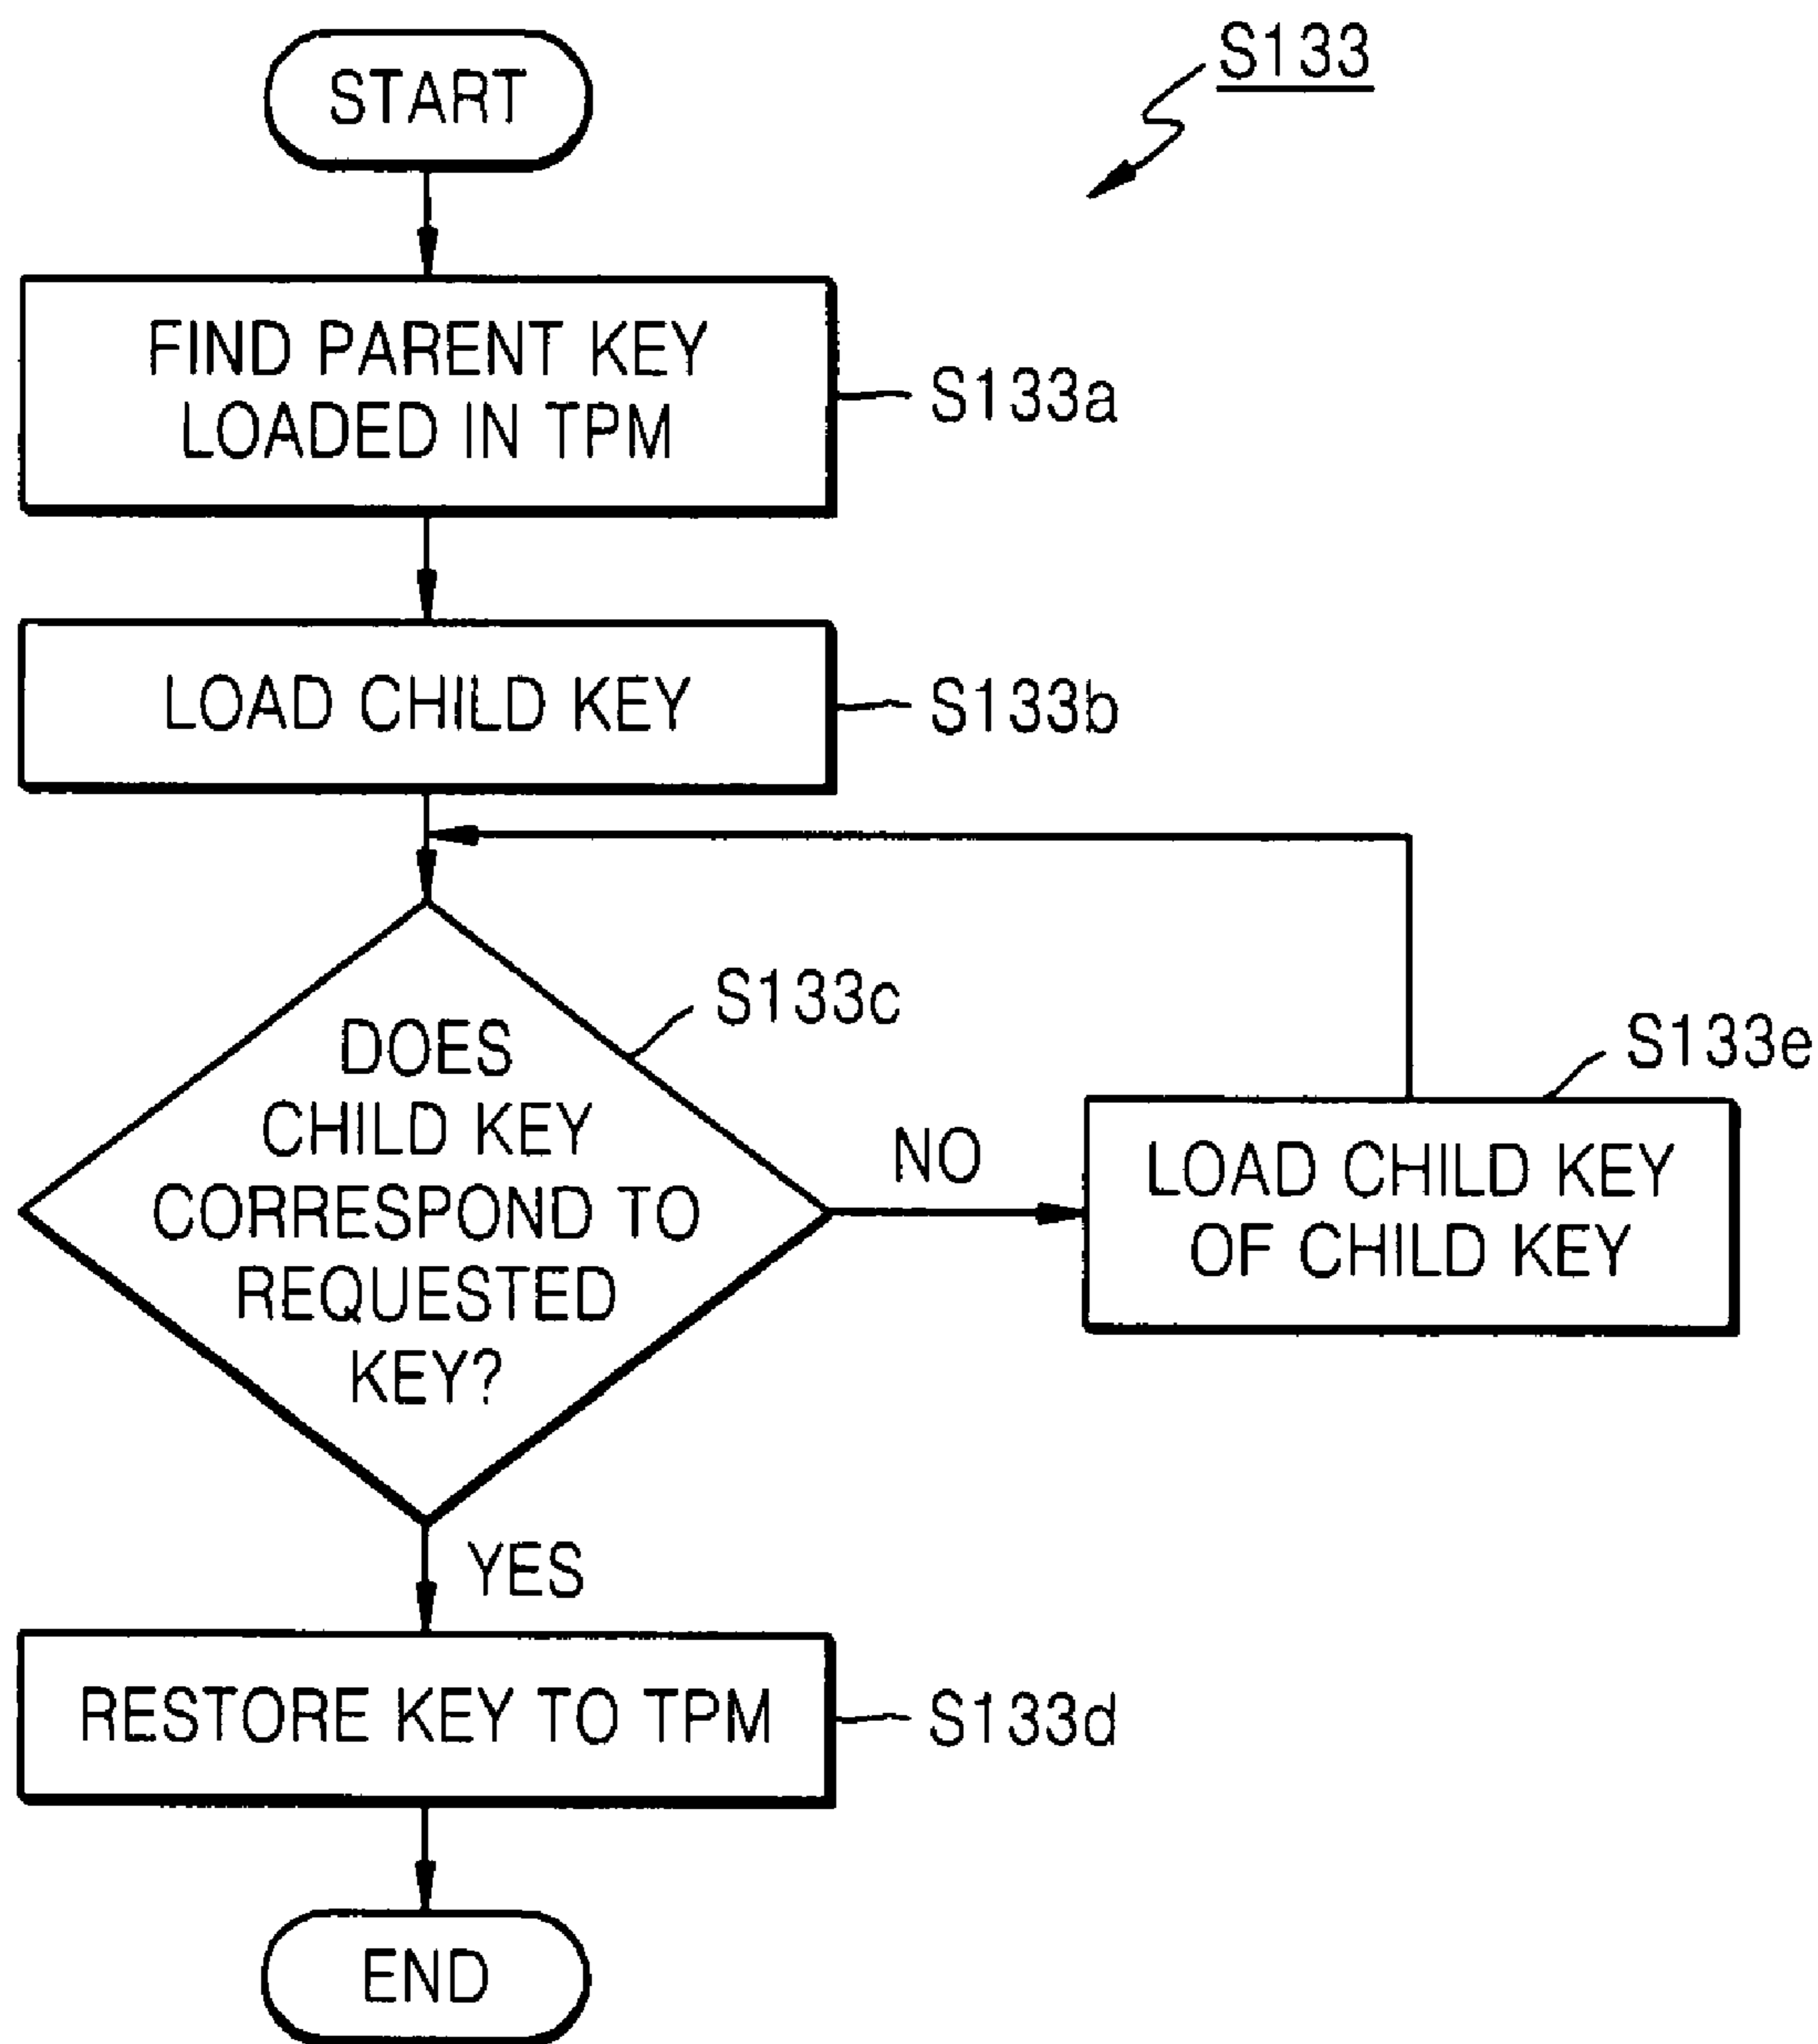 START
S133
FIND PARENT KEY
LOADED IN TPM
S133a
LOAD CHILD KEY
S133b
S133c
DOES
CHILD KEY
CORRESPOND TO
REQUESTED
KEY?
NO
S133e
LOAD CHILD KEY
OF CHILD KEY
YES
RESTORE KEY TO TPM
S133d
END